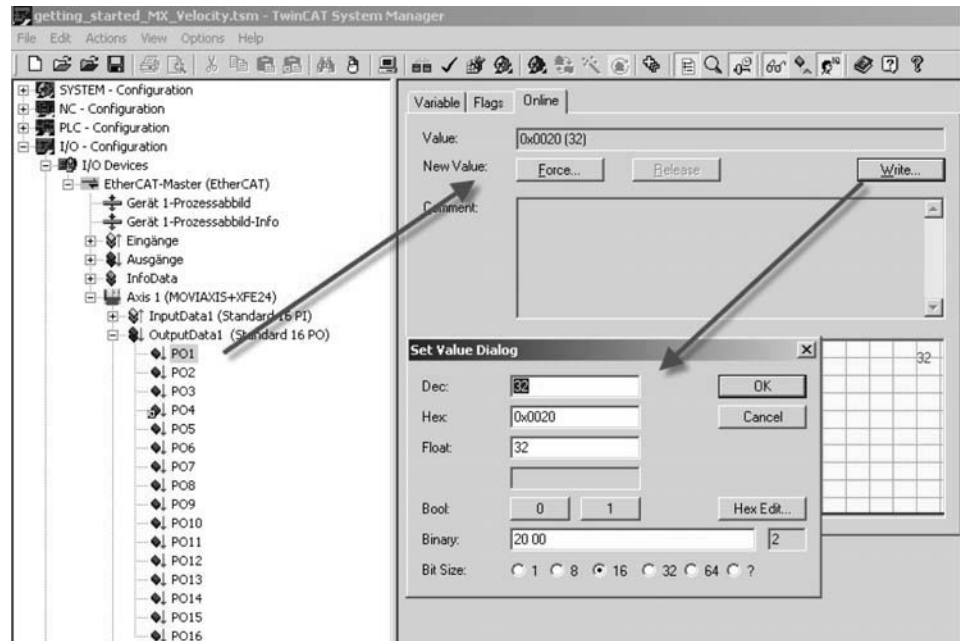 getting_started_MX_Velocity.tsm - TwinCAT System Manager
File Edit Actions View Options Help
SYSTEM - Configuration
NC - Configuration
PLC - Configuration
I/O - Configuration
I/O Devices
EtherCAT-Master (EtherCAT)
Gerät 1-Prozessabbild
Gerät 1-Prozessabbild-Info
Eingänge
Ausgänge
InfoData
Axis 1 (MOVIAXIS+XFE24)
InputData1 (Standard 16 PI)
OutputData1 (Standard 16 PO)
PO1
PO2
PO3
PO4
PO5
PO6
PO7
PO8
PO9
PO10
PO11
PO12
PO13
PO14
PO15
PO16
Variable Flags Online
Value: 0x0020 (32)
New Value: Force... Release Write...
Comment:
32
Set Value Dialog
Dec: 32 OK
Hex: 0x0020 Cancel
Float: 32
Bool: 0 1 Hex Edit...
Binary: 20 00 2
Bit Size: 1 8 16 32 64 ?